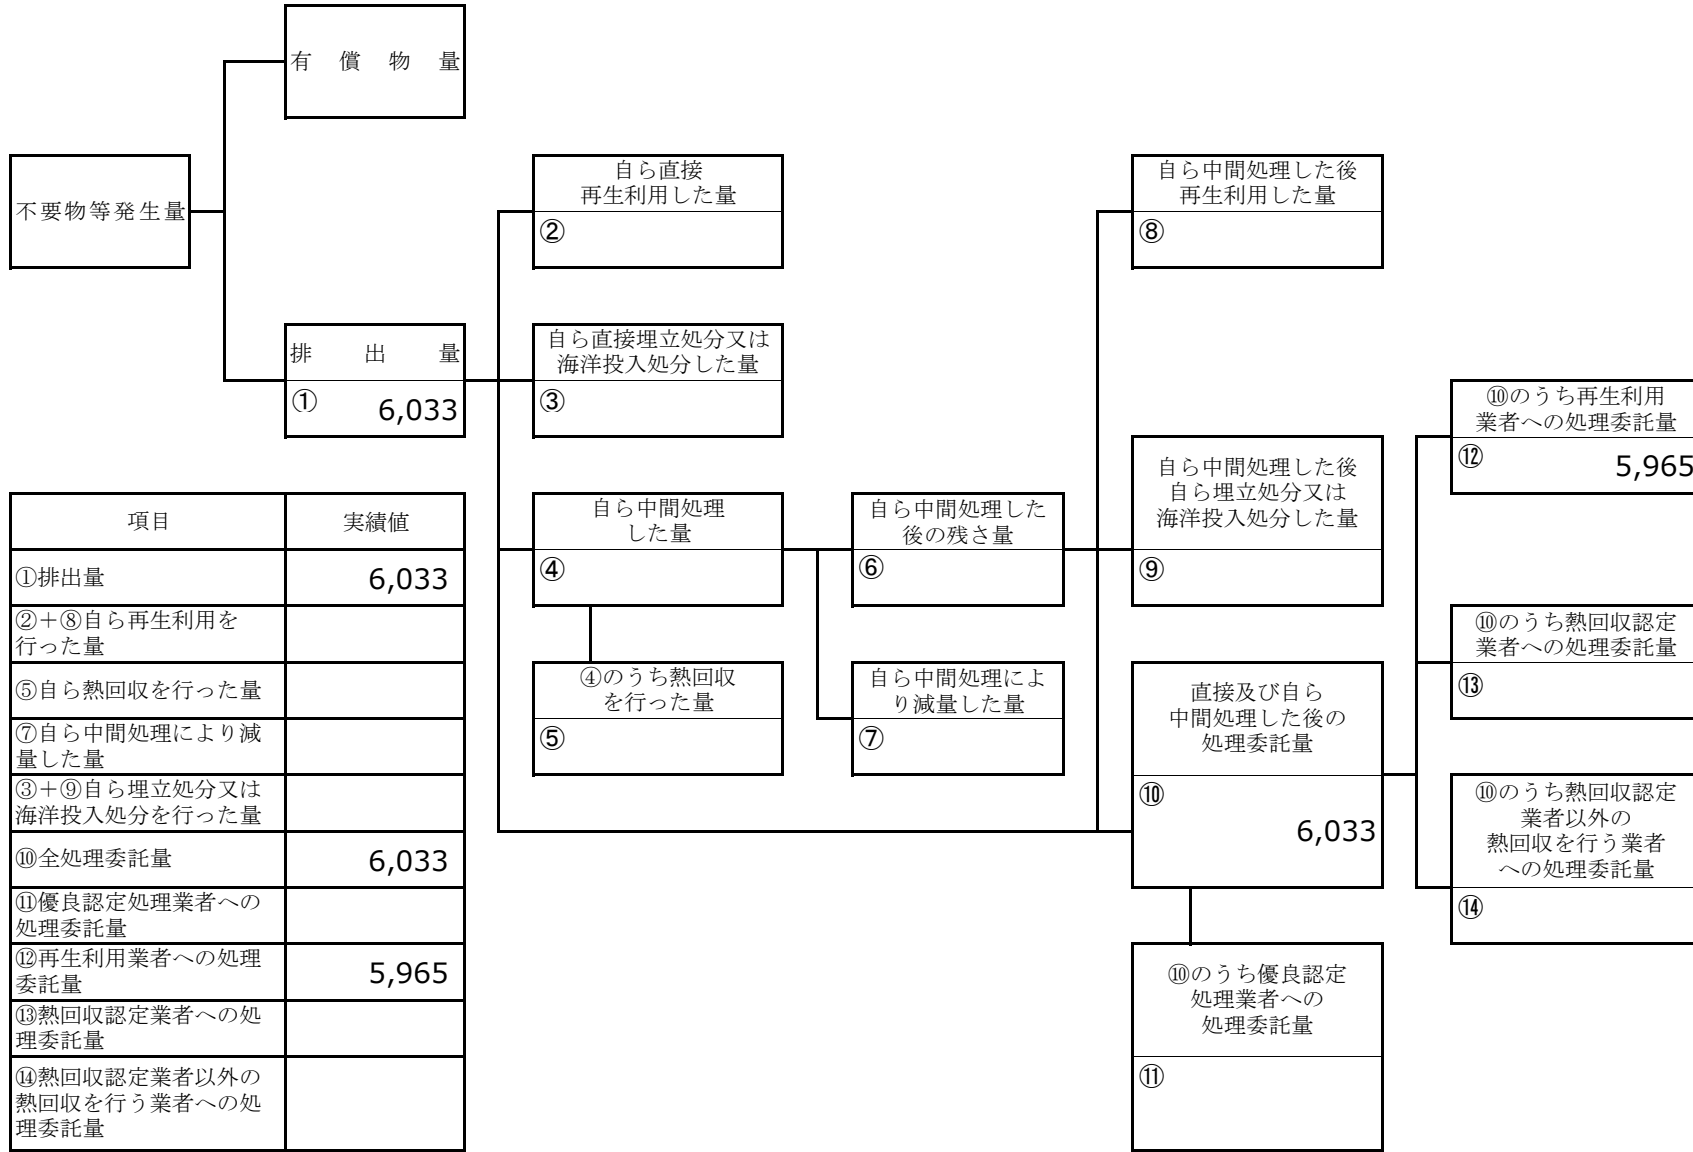 有償物量
不要物等発生量
自ら直接
再生利用した量
②
自ら中間処理した後
再生利用した量
⑧
排出量
① 6,033
自ら直接埋立処分又は
海洋投入処分した量
③
⑩のうち再生利用
業者への処理委託量
⑫ 5,965
自ら中間処理した後
自ら埋立処分又は
海洋投入処分した量
⑨
自ら中間処理
した量
④
自ら中間処理した
後の残さ量
⑥
⑩のうち熱回収認定
業者への処理委託量
⑬
④のうち熱回収
を行った量
⑤
自ら中間処理によ
り減量した量
⑦
直接及び自ら
中間処理した後の
処理委託量
⑩
6,033
⑩のうち熱回収認定
業者以外の
熱回収を行う業者
への処理委託量
⑭
⑩のうち優良認定
処理業者への
処理委託量
⑪
項目 実績値
①排出量 6,033
②＋⑧自ら再生利用を
行った量
⑤自ら熱回収を行った量
⑦自ら中間処理により減
量した量
③＋⑨自ら埋立処分又は
海洋投入処分を行った量
⑩全処理委託量 6,033
⑪優良認定処理業者への
処理委託量
⑫再生利用業者への処理
委託量 5,965
⑬熱回収認定業者への処
理委託量
⑭熱回収認定業者以外の
熱回収を行う業者への処
理委託量